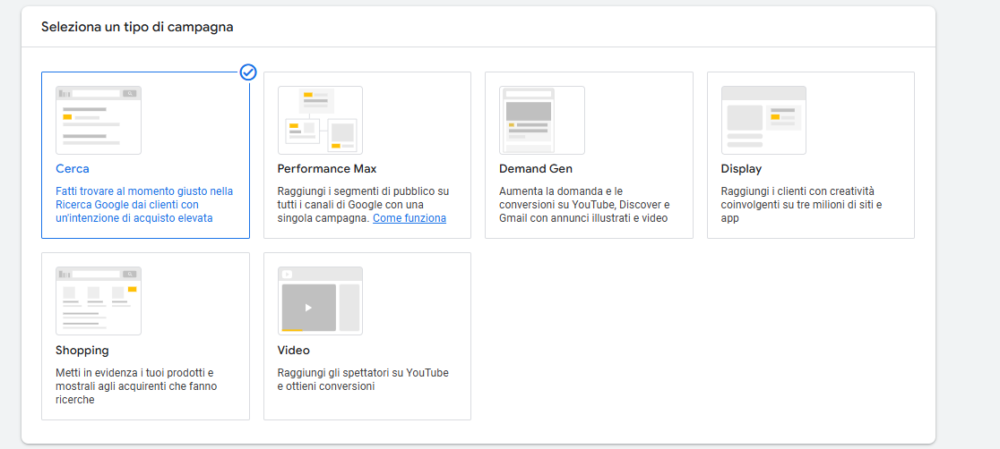 Seleziona un tipo di campagna
Cerca
Fatti trovare al momento giusto nella
Ricerca Google dai clienti con
un'intenzione di acquisto elevata
Performance Max
Raggiungi i segmenti di pubblico su
tutti i canali di Google con una
singola campagna. Come funziona
Demand Gen
Aumenta la domanda e le
conversioni su YouTube, Discover e
Gmail con annunci illustrati e video
Display
Raggiungi i clienti con creatività
coinvolgenti su tre milioni di siti e
app
Shopping
Metti in evidenza i tuoi prodotti e
mostrali agli acquirenti che fanno
ricerche
Video
Raggiungi gli spettatori su YouTube
e ottieni conversioni